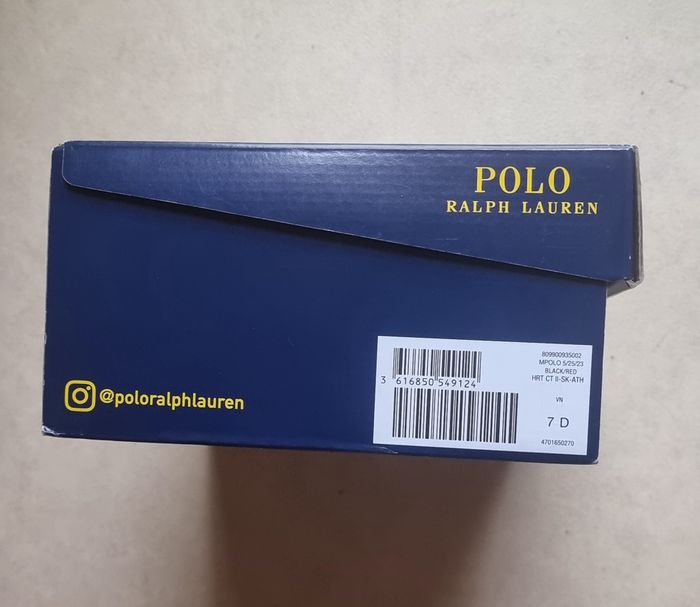 POLO
RALPH LAUREN
@poloralphlauren
3 616850 549124
809900935002
MPOLO 5/25/23
BLACK/RED
HRT CT II-SK-ATH
VN
7 D
4701650270